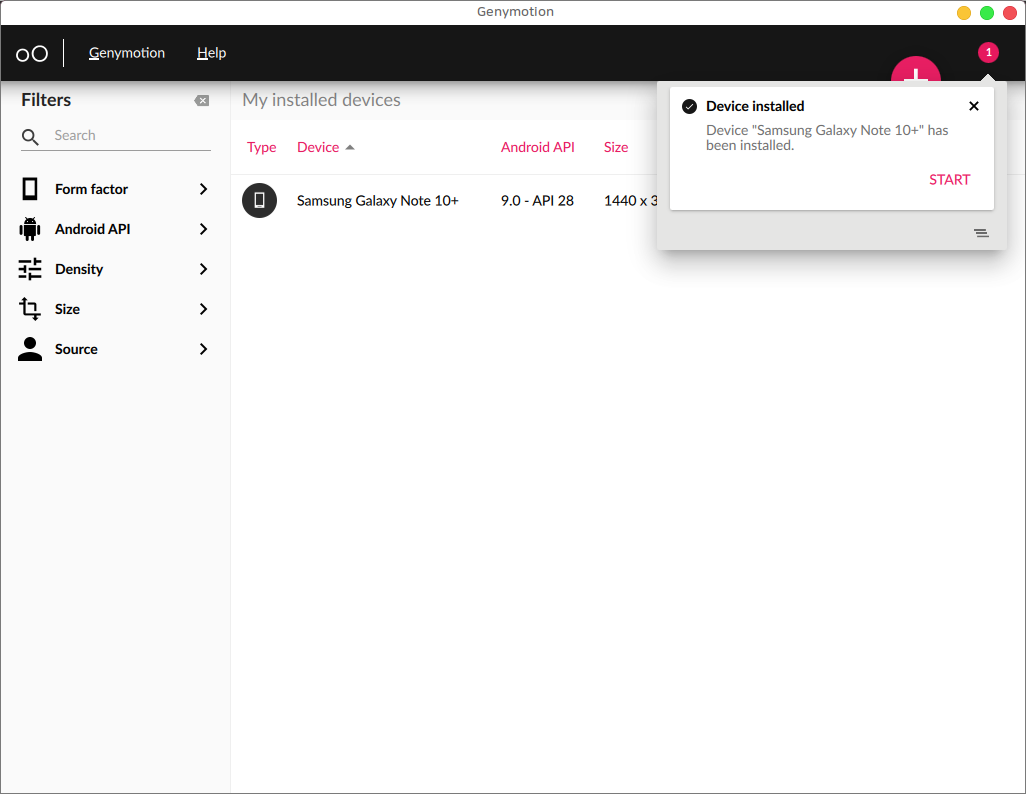 Genymotion
Genymotion Help
1
Filters
Search
Form factor
Android API
Density
Size
Source
My installed devices
Type Device Android API Size
Samsung Galaxy Note 10+ 9.0 - API 28 1440 x 3
Device installed
Device "Samsung Galaxy Note 10+" has
been installed.
START